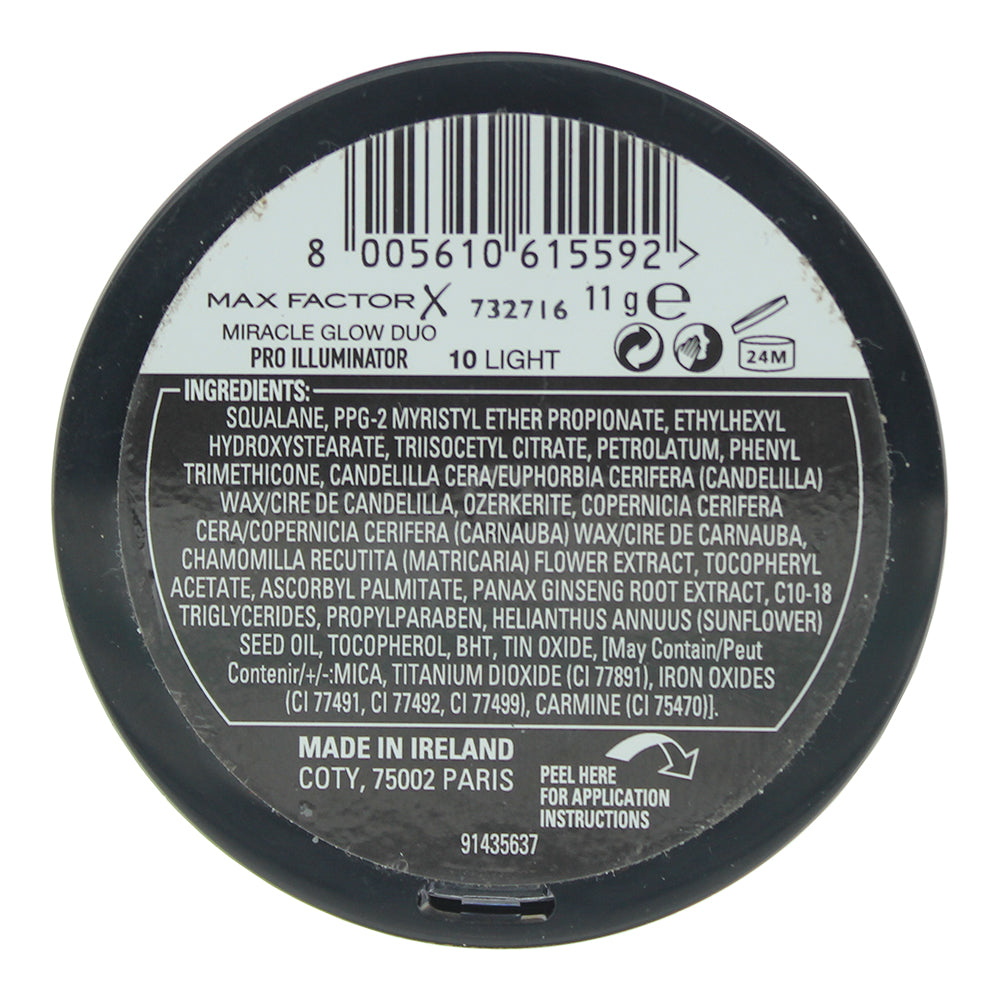 8 005610 615592 >
MAX FACTOR X 732716 11 g ℮
MIRACLE GLOW DUO
PRO ILLUMINATOR 10 LIGHT 24M
INGREDIENTS:
SQUALANE, PPG-2 MYRISTYL ETHER PROPIONATE, ETHYLHEXYL
HYDROXYSTEARATE, TRIISOCETYL CITRATE, PETROLATUM, PHENYL
TRIMETHICONE, CANDELILLA CERA/EUPHORBIA CERIFERA (CANDELILLA)
WAX/CIRE DE CANDELILLA, OZERKERITE, COPERNICIA CERIFERA
CERA/COPERNICIA CERIFERA (CARNAUBA) WAX/CIRE DE CARNAUBA,
CHAMOMILLA RECUTITA (MATRICARIA) FLOWER EXTRACT, TOCOPHERYL
ACETATE, ASCORBYL PALMITATE, PANAX GINSENG ROOT EXTRACT, C10-18
TRIGLYCERIDES, PROPYLPARABEN, HELIANTHUS ANNUUS (SUNFLOWER)
SEED OIL, TOCOPHEROL, BHT, TIN OXIDE, [May Contain/Peut
Contenir/+/-:MICA, TITANIUM DIOXIDE (CI 77891), IRON OXIDES
(CI 77491, CI 77492, CI 77499), CARMINE (CI 75470)].
MADE IN IRELAND
COTY, 75002 PARIS
PEEL HERE
FOR APPLICATION
INSTRUCTIONS
91435637